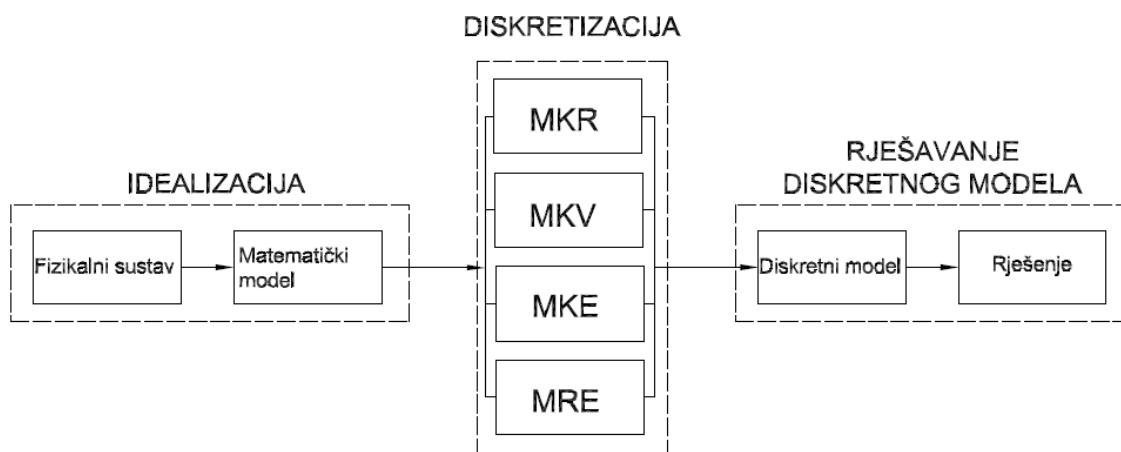 DISKRETIZACIJA
MKR
MKV
MKE
MRE
IDEALIZACIJA
Fizikalni sustav
Matematički
model
RJEŠAVANJE
DISKRETNOG MODELA
Diskretni model
Rješenje